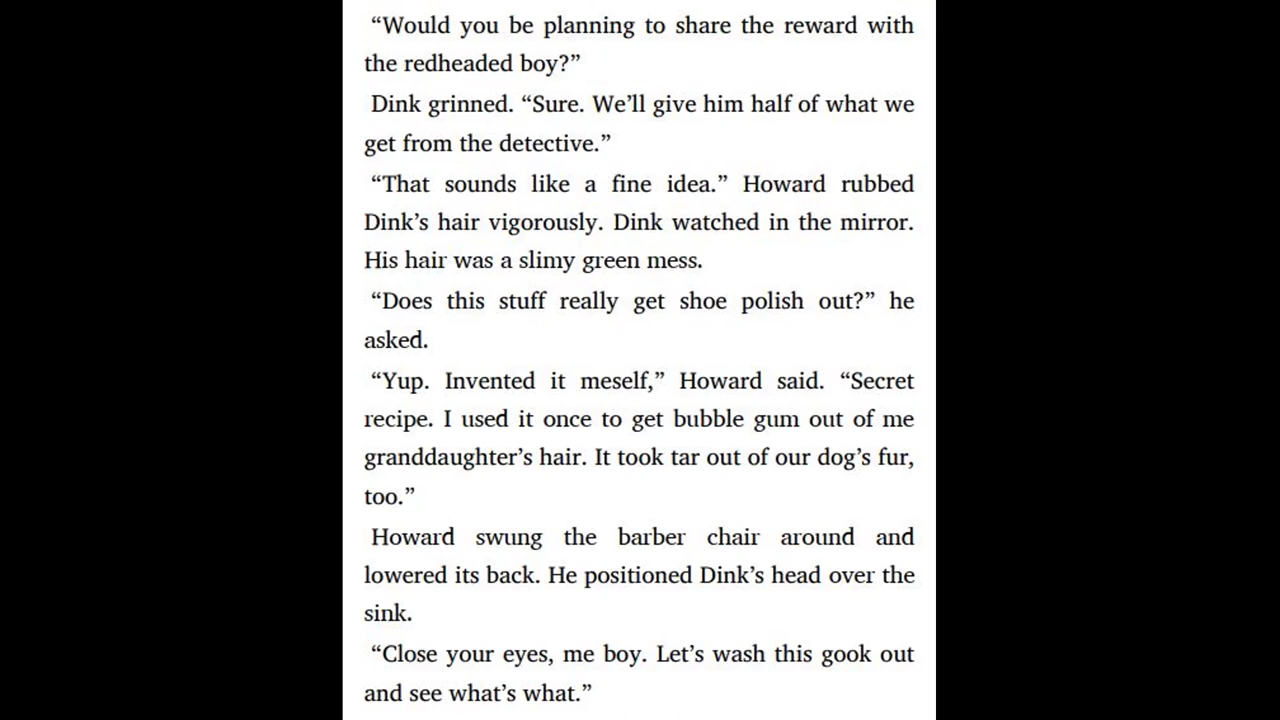 “Would you be planning to share the reward with
the redheaded boy?”
Dink grinned. “Sure. We’ll give him half of what we
get from the detective.”
“That sounds like a fine idea.” Howard rubbed
Dink’s hair vigorously. Dink watched in the mirror.
His hair was a slimy green mess.
“Does this stuff really get shoe polish out?” he
asked.
“Yup. Invented it meself,” Howard said. “Secret
recipe. I used it once to get bubble gum out of me
granddaughter’s hair. It took tar out of our dog’s fur,
too.”
Howard swung the barber chair around and
lowered its back. He positioned Dink’s head over the
sink.
“Close your eyes, me boy. Let’s wash this gook out
and see what’s what.”